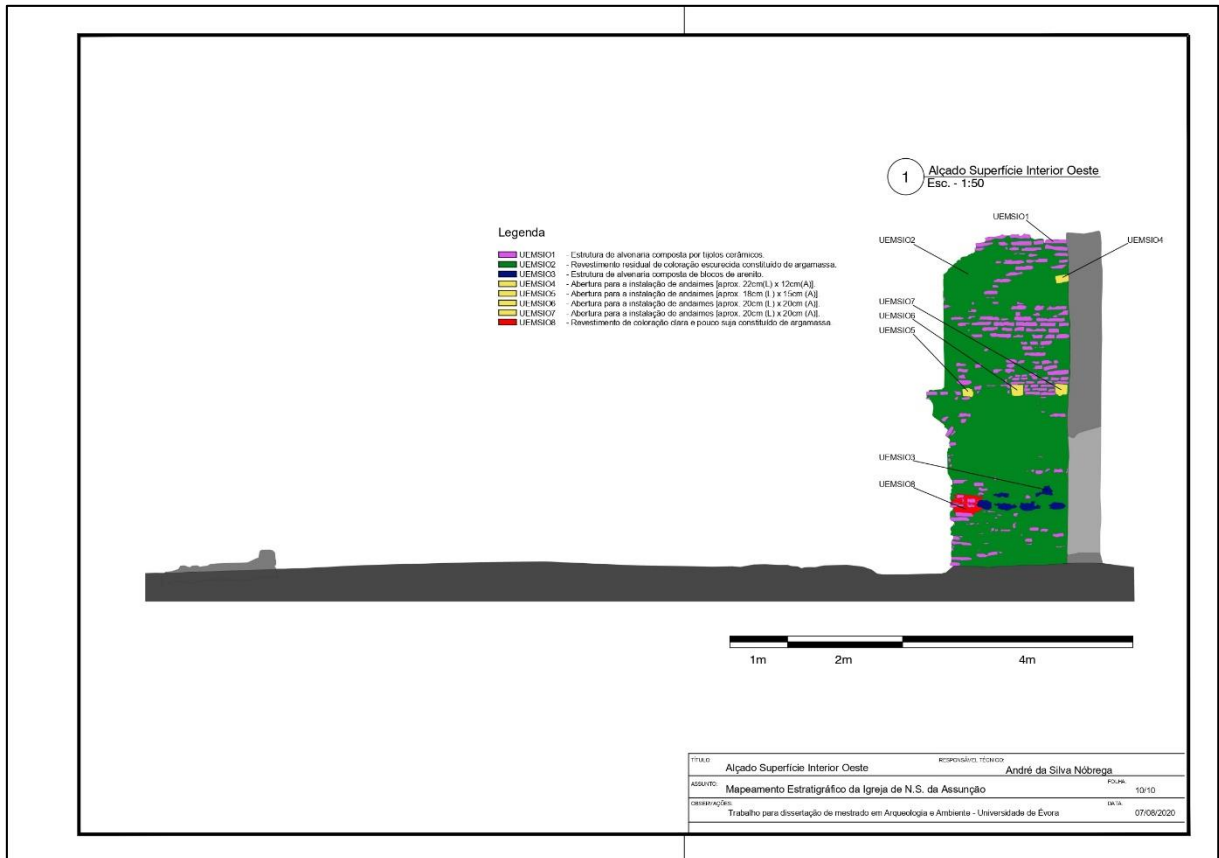 1
Alçado Superfície Interior Oeste
Esc. - 1:50
UEMSIO1
UEMSIO2
UEMSIO4
UEMSIO7
UEMSIO6
UEMSIO5
UEMSIO3
UEMSIO8
Legenda
UEMSIO1 - Estrutura de alvenaria composta por tijolos cerâmicos.
UEMSIO2 - Revestimento residual de coloração escurecida constituído de argamassa.
UEMSIO3 - Estrutura de alvenaria composta de blocos de arenito.
UEMSIO4 - Abertura para a instalação de andaimes [aprox. 22cm(L) x 12cm(A)].
UEMSIO5 - Abertura para a instalação de andaimes [aprox. 18cm (L) x 15cm (A)]
UEMSIO6 - Abertura para a instalação de andaimes [aprox. 20cm (L) x 20cm (A)].
UEMSIO7 - Abertura para a instalação de andaimes [aprox. 20cm (L) x 20cm (A)].
UEMSIO8 - Revestimento de coloração clara e pouco suja constituído de argamassa
1m 2m 4m
TÍTULO: Alçado Superfície Interior Oeste RESPONSÁVEL TÉCNICO: André da Silva Nóbrega
ASSUNTO: Mapeamento Estratigráfico da Igreja de N.S. da Assunção FOLHA: 10/10
OBSERVAÇÕES: Trabalho para dissertação de mestrado em Arqueologia e Ambiente - Universidade de Évora DATA: 07/08/2020